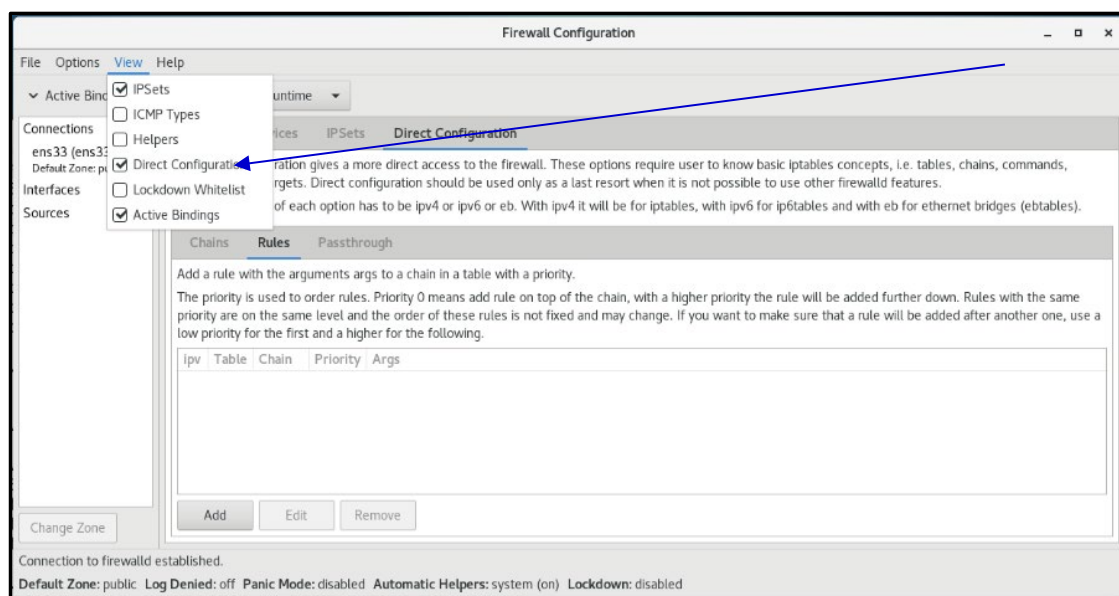 Firewall Configuration
File Options View Help
Active Bind
untime
IPSets
ICMP Types
Helpers
Direct Configuration
Lockdown Whitelist
Active Bindings
Connections
ens33 (ens33
Default Zone: pu
Interfaces
Sources
Change Zone
ices IPSets Direct Configuration
ration gives a more direct access to the firewall. These options require user to know basic iptables concepts, i.e. tables, chains, commands,
rgets. Direct configuration should be used only as a last resort when it is not possible to use other firewalld features.
of each option has to be ipv4 or ipv6 or eb. With ipv4 it will be for iptables, with ipv6 for ip6tables and with eb for ethernet bridges (ebtables).
Chains Rules Passthrough
Add a rule with the arguments args to a chain in a table with a priority.
The priority is used to order rules. Priority 0 means add rule on top of the chain, with a higher priority the rule will be added further down. Rules with the same
priority are on the same level and the order of these rules is not fixed and may change. If you want to make sure that a rule will be added after another one, use a
low priority for the first and a higher for the following.
ipv Table Chain Priority Args
Add Edit Remove
Connection to firewalld established.
Default Zone: public Log Denied: off Panic Mode: disabled Automatic Helpers: system (on) Lockdown: disabled